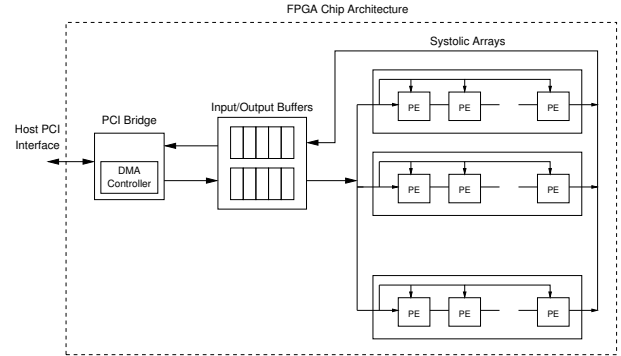 FPGA Chip Architecture
Systolic Arrays
Input/Output Buffers
PCI Bridge
Host PCI
Interface
DMA
Controller
PE PE PE
PE PE PE
PE PE PE